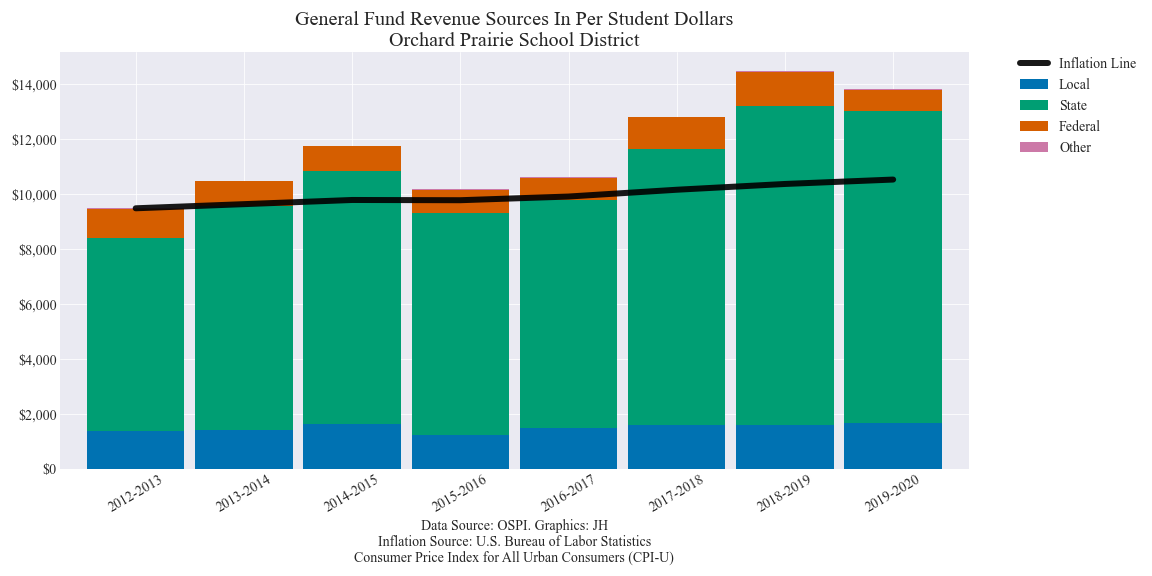 General Fund Revenue Sources In Per Student Dollars
Orchard Prairie School District
Inflation Line
Local
State
Federal
Other
$14,000
$12,000
$10,000
$8,000
$6,000
$4,000
$2,000
$0
2012-2013
2013-2014
2014-2015
2015-2016
2016-2017
2017-2018
2018-2019
2019-2020
Data Source: OSPI. Graphics: JH
Inflation Source: U.S. Bureau of Labor Statistics
Consumer Price Index for All Urban Consumers (CPI-U)